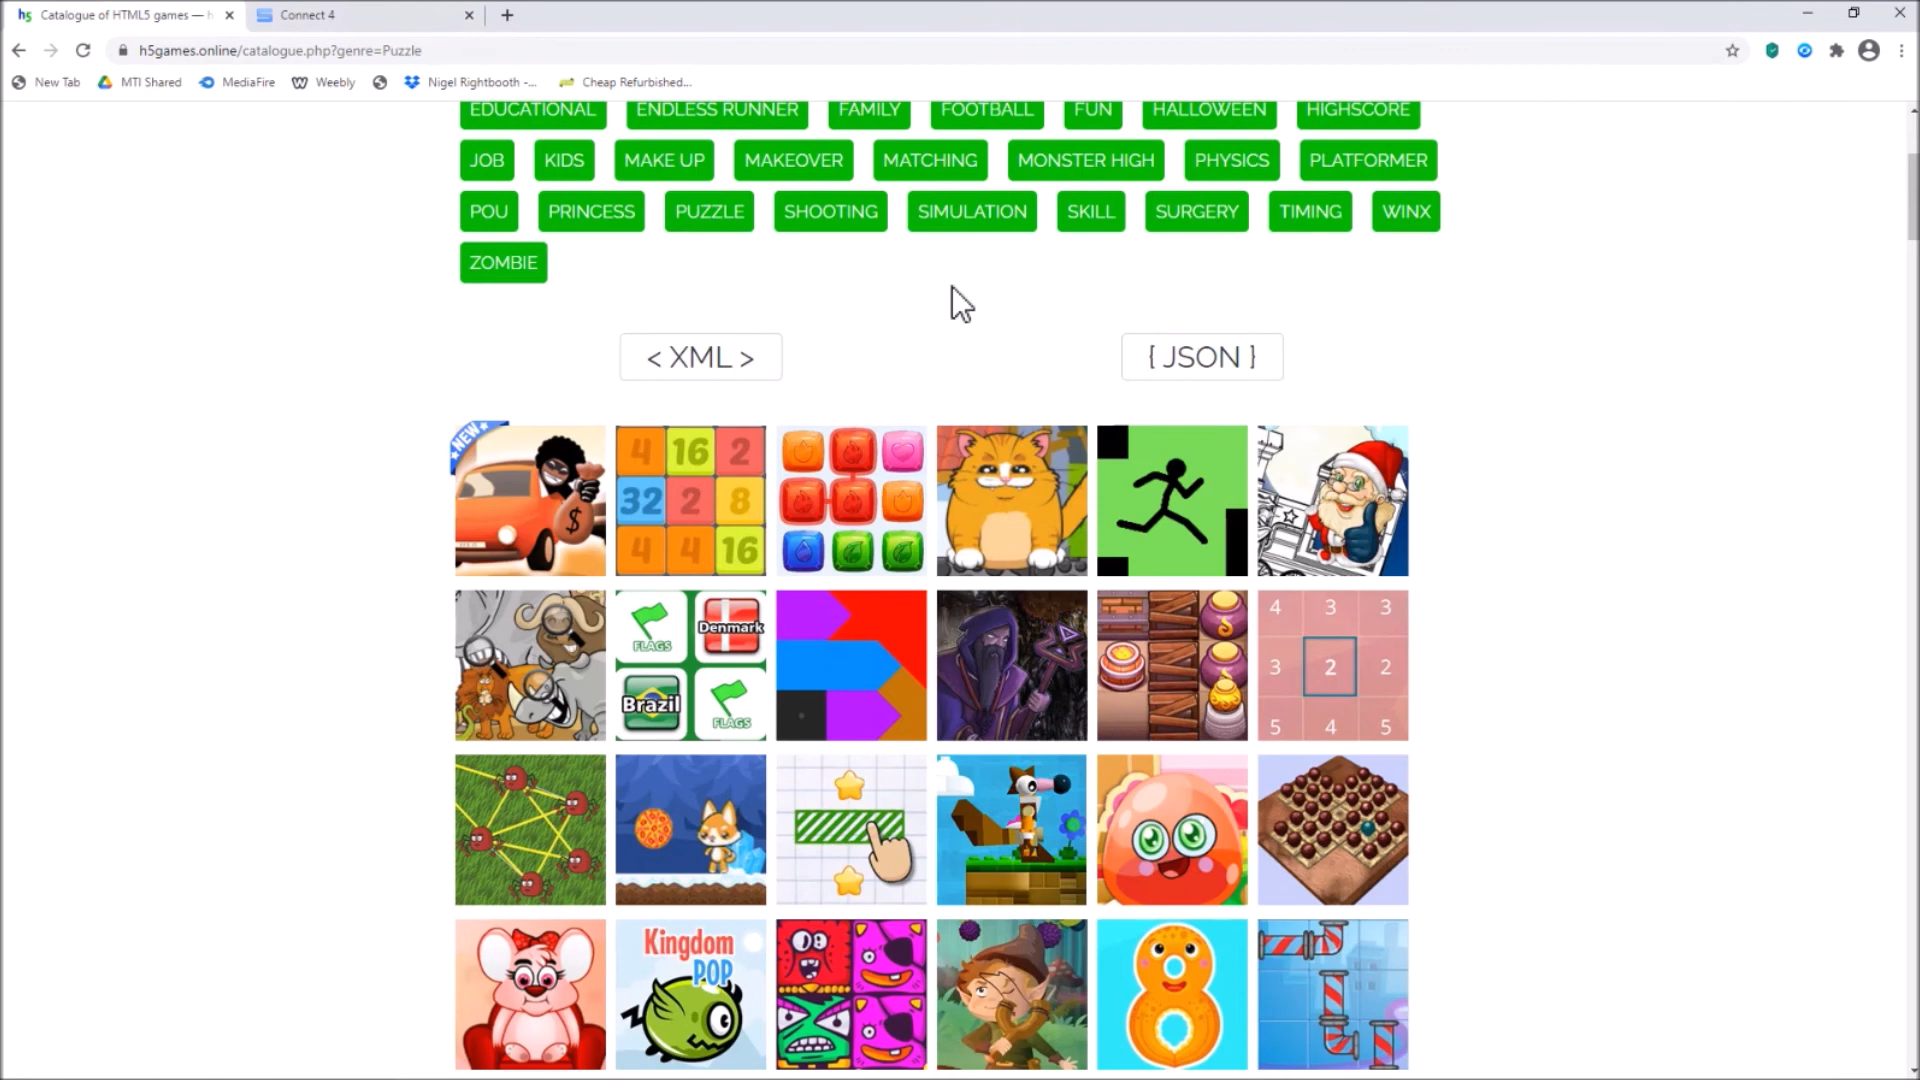 Catalogue of HTML5 games — h
Connect 4
h5games.online/catalogue.php?genre=Puzzle
New Tab MTI Shared MediaFire Weebly Nigel Rightbooth -... Cheap Refurbished...
EDUCATIONAL ENDLESS RUNNER FAMILY FOOTBALL FUN HALLOWEEN HIGHSCORE
JOB KIDS MAKE UP MAKEOVER MATCHING MONSTER HIGH PHYSICS PLATFORMER
POU PRINCESS PUZZLE SHOOTING SIMULATION SKILL SURGERY TIMING WINX
ZOMBIE
< XML > { JSON }
NEW
$
4 16 2
32 2 8
4 4 16
FLAGS Denmark
Brazil FLAGS
4 3 3
3 2 2
5 4 5
Kingdom
POP
8